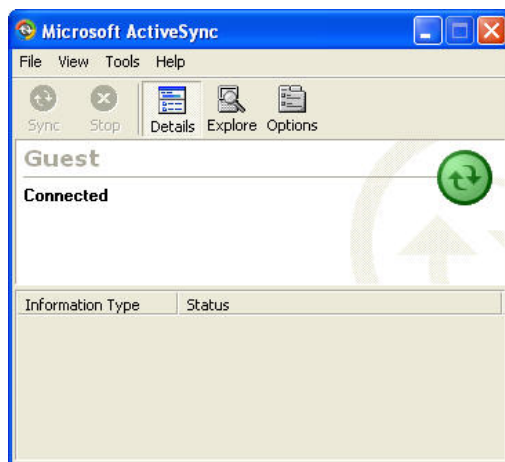 Microsoft ActiveSync
File View Tools Help
Sync Stop Details Explore Options
Guest
Connected
Information Type Status